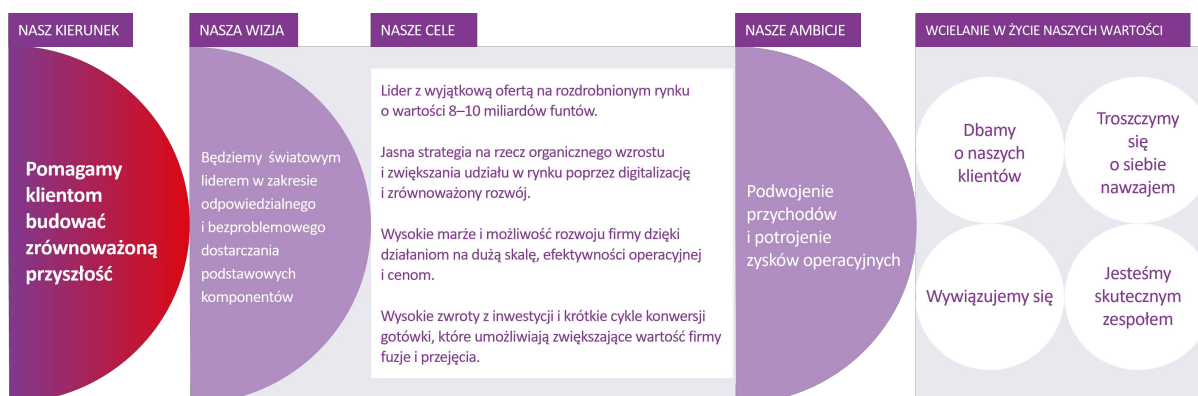 NASZ KIERUNEK
Pomagamy
klientom
budować
zrównoważoną
przyszłość
NASZA WIZJA
Będziemy światowym
liderem w zakresie
odpowiedzialnego
i bezproblemowego
dostarczania
podstawowych
komponentów
NASZE CELE
Lider z wyjątkową ofertą na rozdrobnionym rynku
o wartości 8–10 miliardów funtów.
Jasna strategia na rzecz organicznego wzrostu
i zwiększania udziału w rynku poprzez digitalizację
i zrównoważony rozwój.
Wysokie marże i możliwość rozwoju firmy dzięki
działaniom na dużą skalę, efektywności operacyjnej
i cenom.
Wysokie zwroty z inwestycji i krótkie cykle konwersji
gotówki, które umożliwiają zwiększające wartość firmy
fuzje i przejęcia.
NASZE AMBICJE
Podwojenie
przychodów
i potrojenie
zysków operacyjnych
WCIELANIE W ŻYCIE NASZYCH WARTOŚCI
Dbamy
o naszych
klientów
Troszczymy
się
o siebie
nawzajem
Wywiązujemy się
Jesteśmy
skutecznym
zespołem